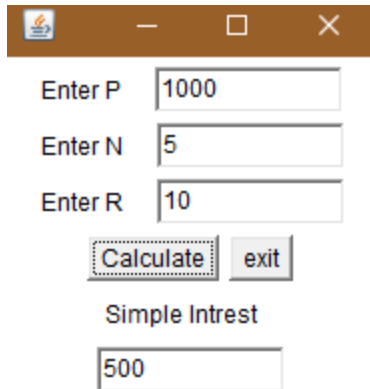 Enter P 1000
Enter N 5
Enter R 10
Calculate exit
Simple Intrest
500